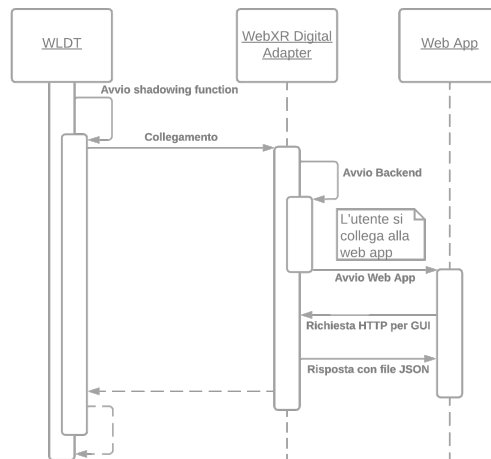 WLDT
WebXR Digital
Adapter
Web App
Avvio shadowing function
Collegamento
Avvio Backend
L'utente si
collega alla
web app
Avvio Web App
Richiesta HTTP per GUI
Risposta con file JSON